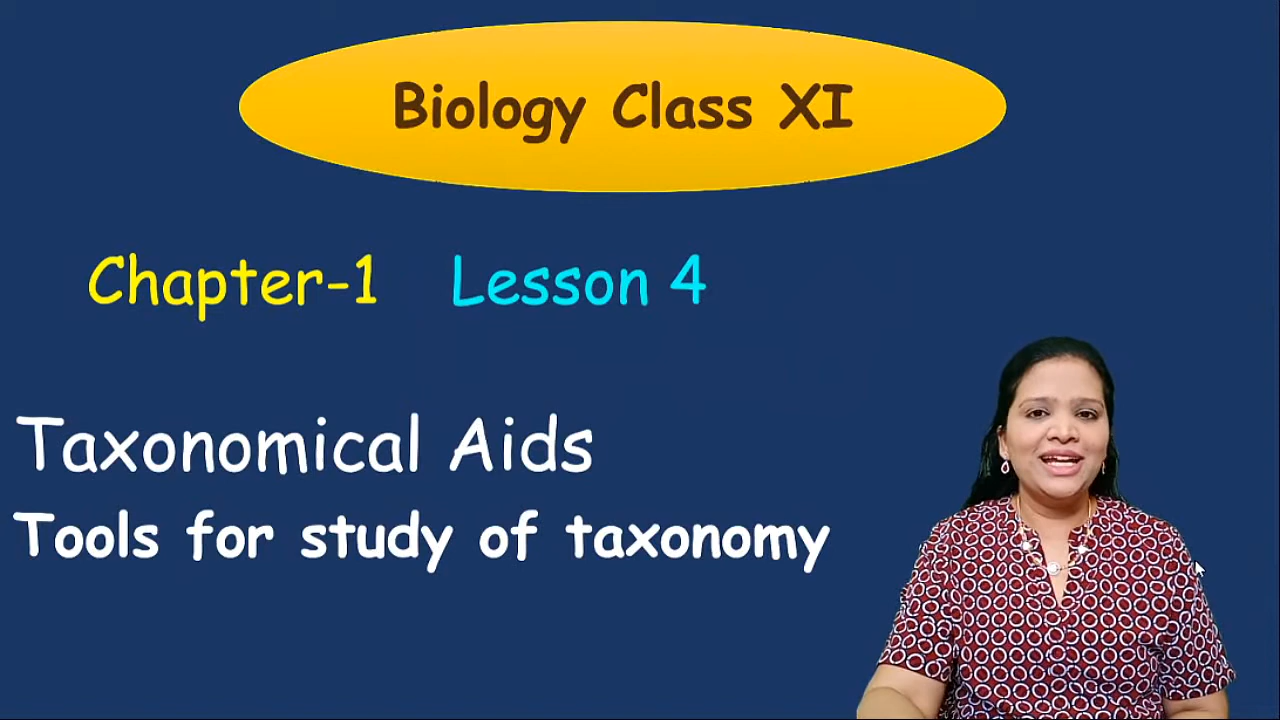 Biology Class XI
Chapter-1 Lesson 4
Taxonomical Aids
Tools for study of taxonomy